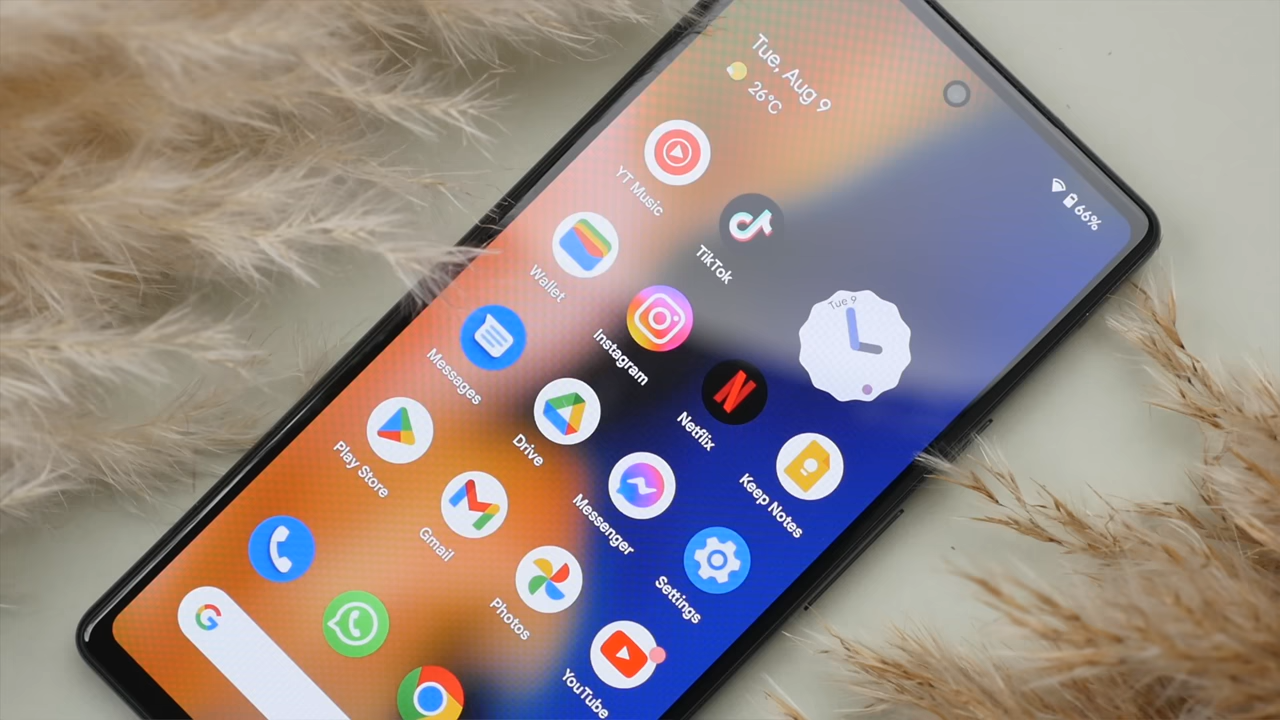 Tue, Aug 9
26°C
66%
YT Music
TikTok
Tue 9
Wallet
Instagram
Netflix
Keep Notes
Messages
Drive
Messenger
Settings
Play Store
Gmail
Photos
YouTube